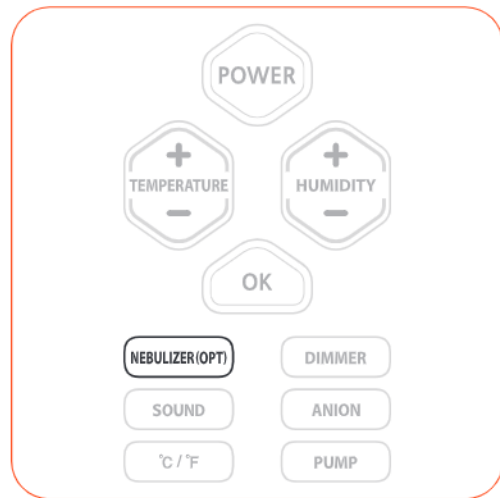 POWER
+ +
TEMPERATURE HUMIDITY
− −
OK
NEBULIZER(OPT) DIMMER
SOUND ANION
℃ / ℉ PUMP